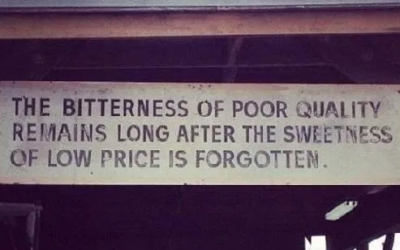 THE BITTERNESS OF POOR QUALITY
REMAINS LONG AFTER THE SWEETNESS
OF LOW PRICE IS FORGOTTEN.